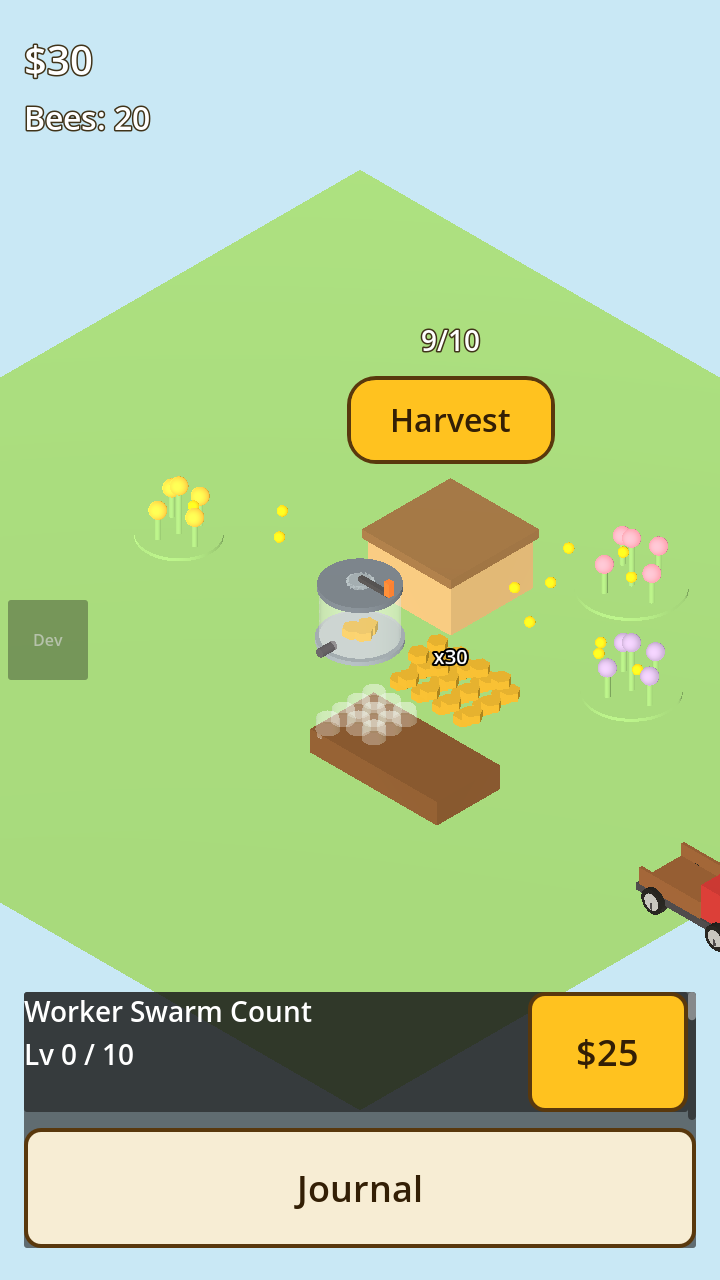 $30
Bees: 20
9/10
Harvest
Dev
x30
Worker Swarm Count
Lv 0 / 10
$25
Journal